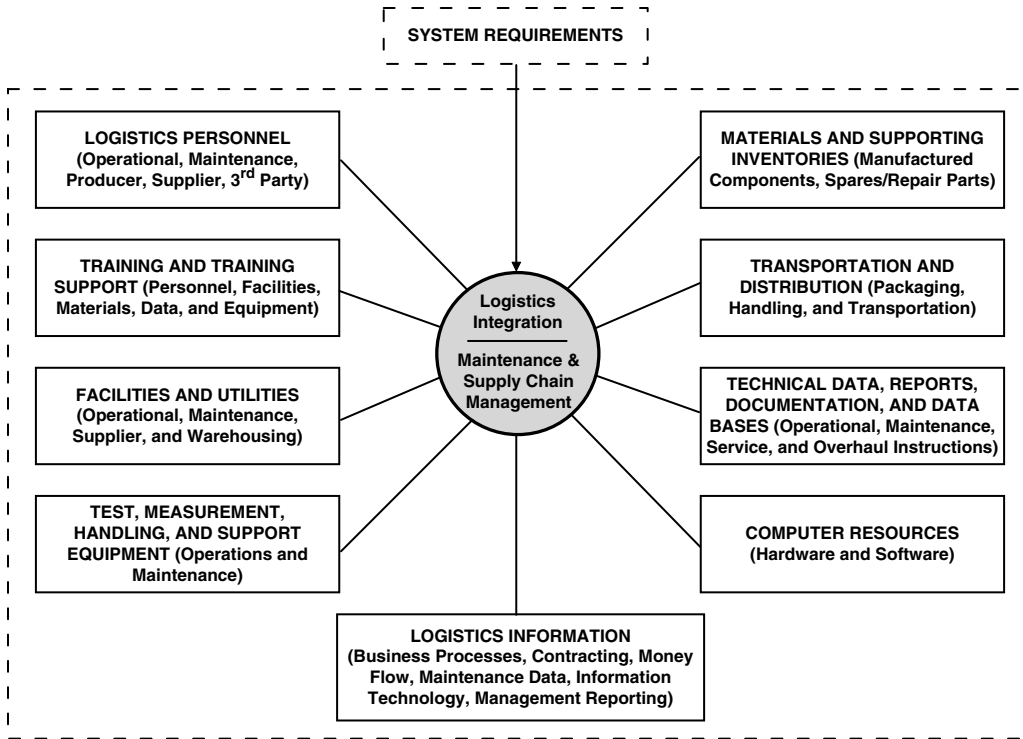 SYSTEM REQUIREMENTS
LOGISTICS PERSONNEL
(Operational, Maintenance,
Producer, Supplier, 3rd Party)
TRAINING AND TRAINING
SUPPORT (Personnel, Facilities,
Materials, Data, and Equipment)
FACILITIES AND UTILITIES
(Operational, Maintenance,
Supplier, and Warehousing)
TEST, MEASUREMENT,
HANDLING, AND SUPPORT
EQUIPMENT (Operations and
Maintenance)
Logistics
Integration
Maintenance &
Supply Chain
Management
MATERIALS AND SUPPORTING
INVENTORIES (Manufactured
Components, Spares/Repair Parts)
TRANSPORTATION AND
DISTRIBUTION (Packaging,
Handling, and Transportation)
TECHNICAL DATA, REPORTS,
DOCUMENTATION, AND DATA
BASES (Operational, Maintenance,
Service, and Overhaul Instructions)
COMPUTER RESOURCES
(Hardware and Software)
LOGISTICS INFORMATION
(Business Processes, Contracting, Money
Flow, Maintenance Data, Information
Technology, Management Reporting)